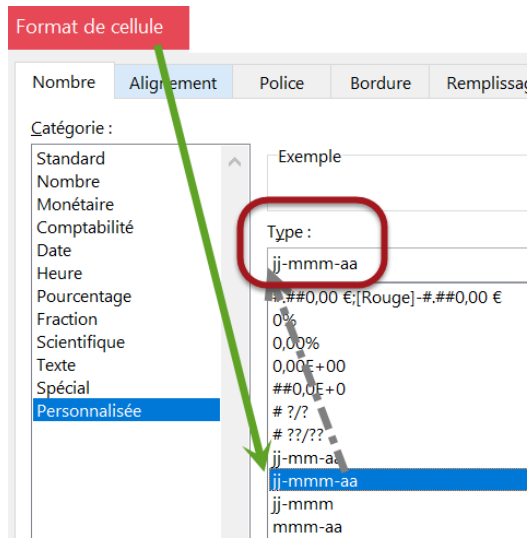 Format de cellule
Nombre Alignement Police Bordure Remplissag
Catégorie :
Standard
Nombre
Monétaire
Comptabilité
Date
Heure
Pourcentage
Fraction
Scientifique
Texte
Spécial
Personnalisée
Exemple
Type :
jj-mmm-aa
#.##0,00 €;[Rouge]-#.##0,00 €
0%
0,00%
0,00E+00
##0,0E+0
# ?/?
# ??/??
jj-mm-aa
jj-mmm-aa
jj-mmm
mmm-aa